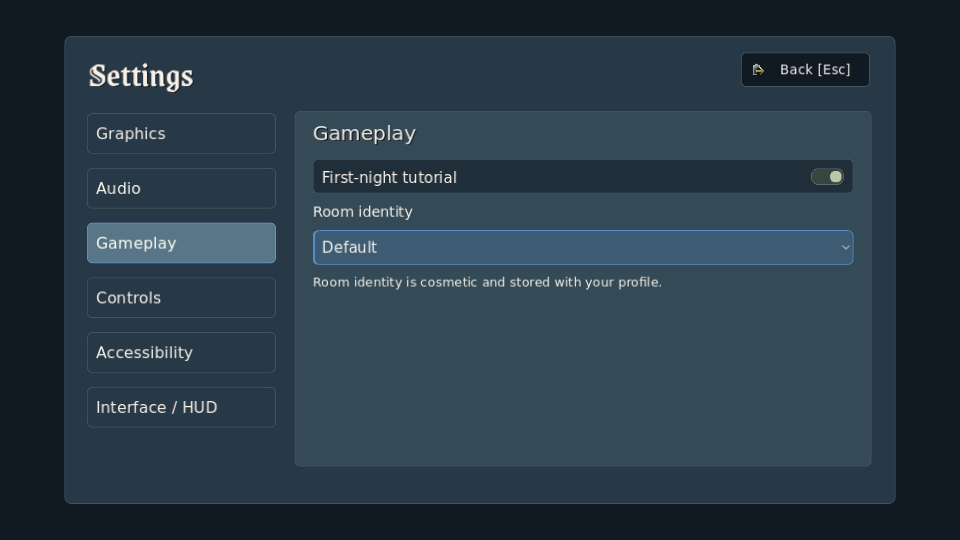 Settings
Back [Esc]
Graphics
Audio
Gameplay
Controls
Accessibility
Interface / HUD
Gameplay
First-night tutorial
Room identity
Default
Room identity is cosmetic and stored with your profile.